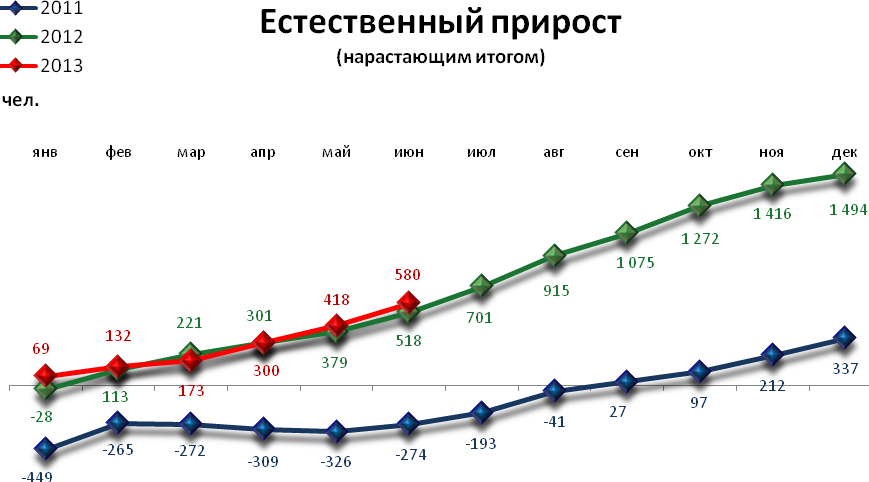 2011
2012
2013
Естественный прирост
(нарастающим итогом)
чел.
янв фев мар апр май июн июл авг сен окт ноя дек
69 132 173 300 418 580
-28 113 221 301 379 518 701 915 1 075 1 272 1 416 1 494
-449 -265 -272 -309 -326 -274 -193 -41 27 97 212 337